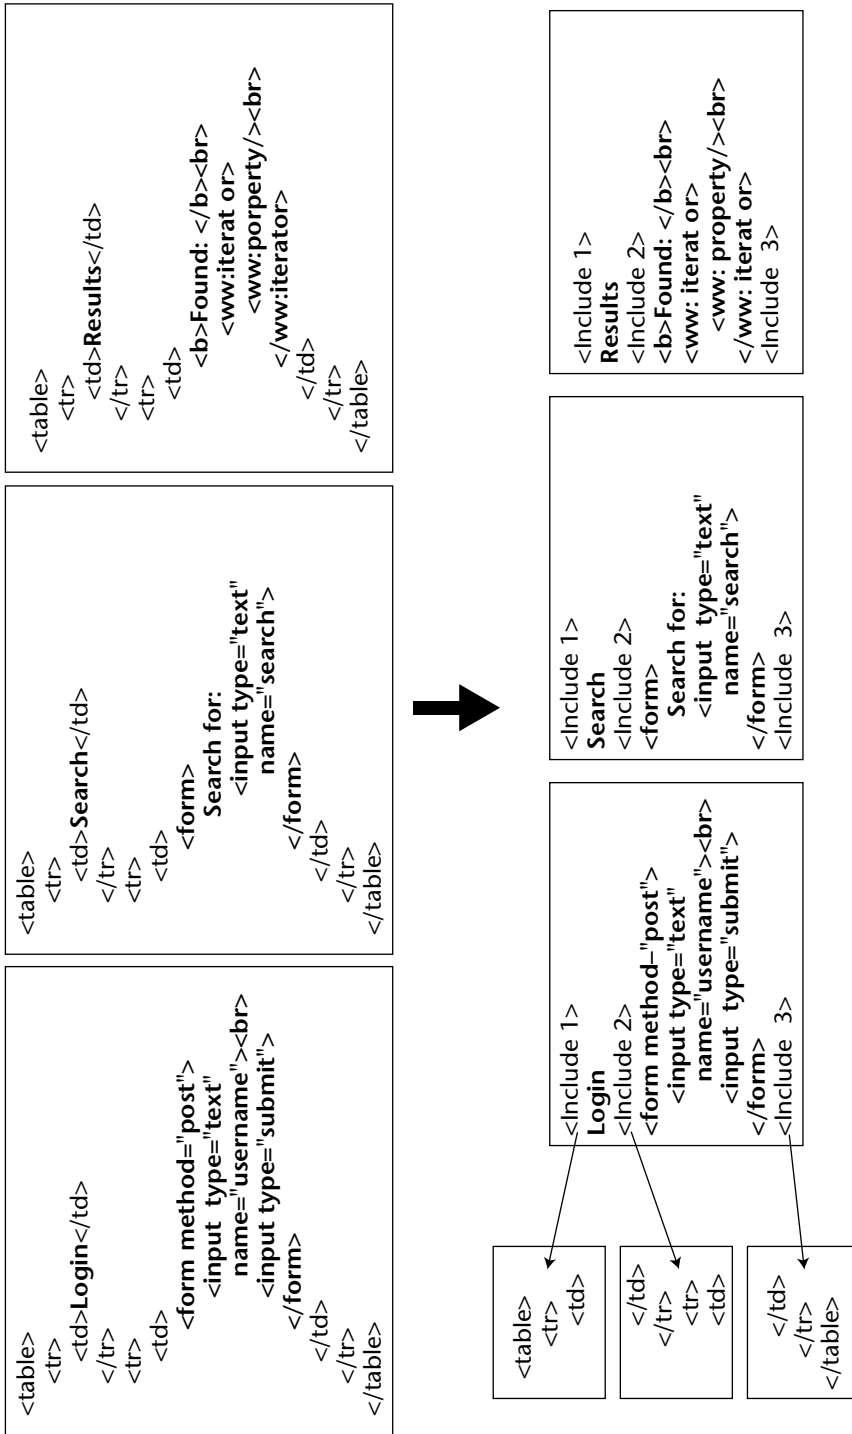 <table>
<tr>
<td>Login</td>
</tr>
<tr>
<td>
<form method="post">
<input type="text"
name="username"><br>
<input type="submit">
</form>
</td>
</tr>
</table>
<table>
<tr>
<td>Search</td>
</tr>
<tr>
<td>
<form>
Search for:
<input type="text"
name="search">
</form>
</td>
</tr>
</table>
<table>
<tr>
<td>Results</td>
</tr>
<tr>
<td>
<b>Found: </b><br>
<ww:iterat or>
<ww:porperty/><br>
</ww:iterator>
</td>
</tr>
</table>
<table>
<tr>
<td>
</td>
</tr>
<tr>
<td>
</td>
</tr>
</table>
<Include 1>
Login
<Include 2>
<form method–"post">
<input type="text"
name="username"><br>
<input type="submit">
</form>
<Include 3>
<Include 1>
Search
<Include 2>
<form>
Search for:
<input type="text"
name="search">
</form>
<Include 3>
<Include 1>
Results
<Include 2>
<b>Found: </b><br>
<ww: iterat or>
<ww: property/><br>
</ww: iterat or>
<Include 3>